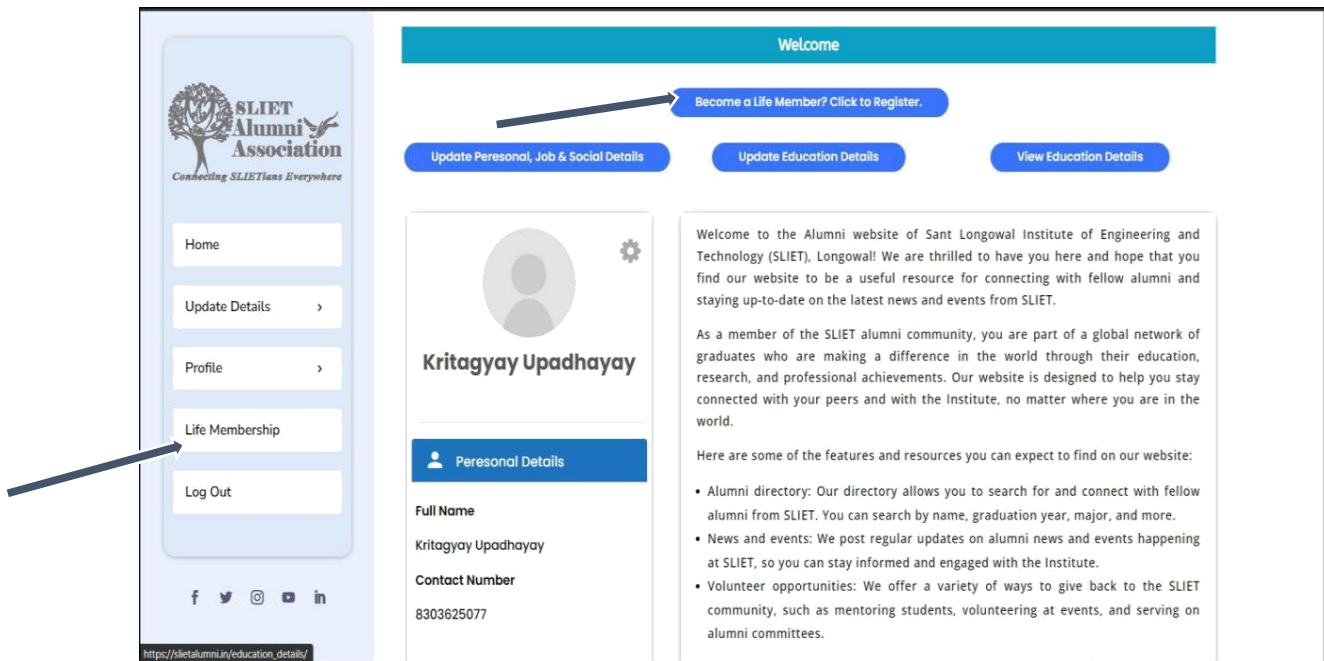 SLIET
Alumni
Association
Connecting SLIETians Everywhere
Home
Update Details
Profile
Life Membership
Log Out
https://slietalumni.in/education_details/
Welcome
Become a Life Member? Click to Register.
Update Peresonal, Job & Social Details
Update Education Details
View Education Details
Kritagyay Upadhayay
Peresonal Details
Full Name
Kritagyay Upadhayay
Contact Number
8303625077
Welcome to the Alumni website of Sant Longowal Institute of Engineering and
Technology (SLIET), Longowal! We are thrilled to have you here and hope that you
find our website to be a useful resource for connecting with fellow alumni and
staying up-to-date on the latest news and events from SLIET.
As a member of the SLIET alumni community, you are part of a global network of
graduates who are making a difference in the world through their education,
research, and professional achievements. Our website is designed to help you stay
connected with your peers and with the Institute, no matter where you are in the
world.
Here are some of the features and resources you can expect to find on our website:
• Alumni directory: Our directory allows you to search for and connect with fellow
alumni from SLIET. You can search by name, graduation year, major, and more.
• News and events: We post regular updates on alumni news and events happening
at SLIET, so you can stay informed and engaged with the Institute.
• Volunteer opportunities: We offer a variety of ways to give back to the SLIET
community, such as mentoring students, volunteering at events, and serving on
alumni committees.